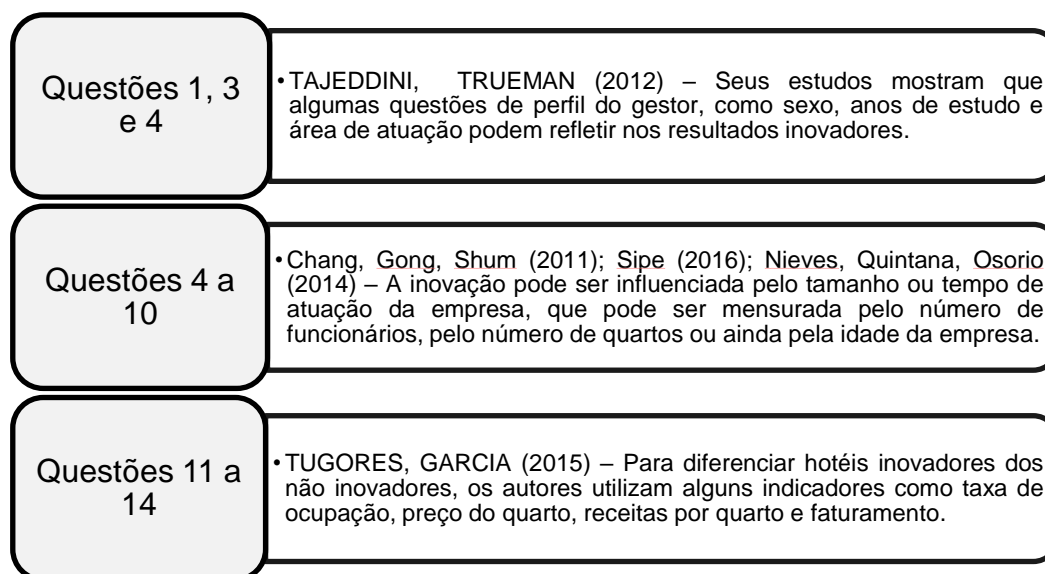 Questões 1, 3
e 4
•TAJEDDINI, TRUEMAN (2012) – Seus estudos mostram que
algumas questões de perfil do gestor, como sexo, anos de estudo e
área de atuação podem refletir nos resultados inovadores.
Questões 4 a
10
•Chang, Gong, Shum (2011); Sipe (2016); Nieves, Quintana, Osorio
(2014) – A inovação pode ser influenciada pelo tamanho ou tempo de
atuação da empresa, que pode ser mensurada pelo número de
funcionários, pelo número de quartos ou ainda pela idade da empresa.
Questões 11 a
14
•TUGORES, GARCIA (2015) – Para diferenciar hotéis inovadores dos
não inovadores, os autores utilizam alguns indicadores como taxa de
ocupação, preço do quarto, receitas por quarto e faturamento.